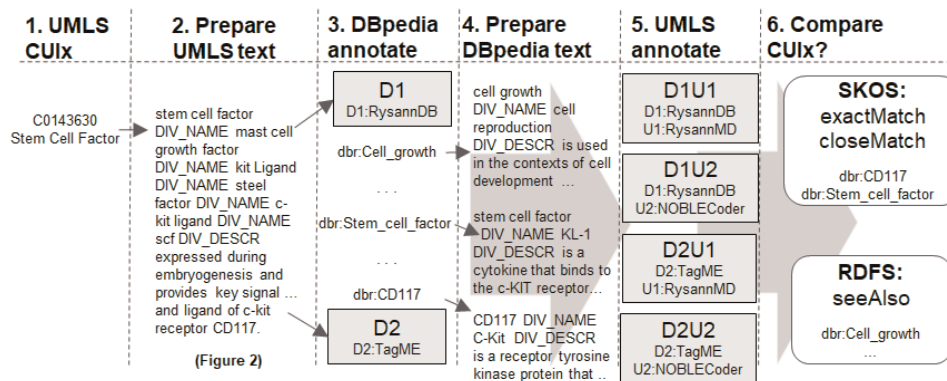 1. UMLS
CUIx
C0143630
Stem Cell Factor
2. Prepare
UMLS text
stem cell factor
DIV_NAME mast cell
growth factor
DIV_NAME kit Ligand
DIV_NAME steel
factor DIV_NAME c-
kit ligand DIV_NAME
scf DIV_DESCR
expressed during
embryogenesis and
provides key signal ...
and ligand of c-kit
receptor CD117.
(Figure 2)
3. DBpedia
annotate
D1
D1:RysannDB
dbr:Cell_growth
. . .
dbr:Stem_cell_factor
. . .
dbr:CD117
D2
D2:TagME
4. Prepare
DBpedia text
cell growth
DIV_NAME cell
reproduction
DIV_DESCR is used
in the contexts of cell
development ...
stem cell factor
DIV_NAME KL-1
DIV_DESCR is a
cytokine that binds to
the c-KIT receptor...
CD117 DIV_NAME
C-Kit DIV_DESCR
is a receptor tyrosine
kinase protein that ..
5. UMLS
annotate
D1U1
D1:RysannDB
U1:RysannMD
D1U2
D1:RysannDB
U2:NOBLECoder
D2U1
D2:TagME
U1:RysannMD
D2U2
D2:TagME
U2:NOBLECoder
6. Compare
CUIx?
SKOS:
exactMatch
closeMatch
dbr:CD117
dbr:Stem_cell_factor
RDFS:
seeAlso
dbr:Cell_growth
...